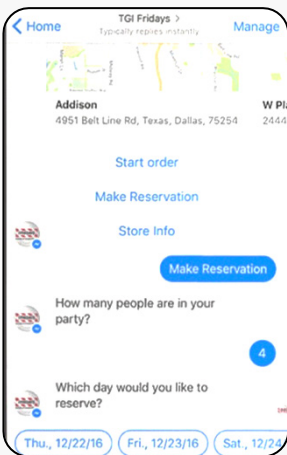 Home
TGI Fridays >
Typically replies instantly
Manage
Addison
4951 Belt Line Rd, Texas, Dallas, 75254
W Pl
2444
Start order
Make Reservation
Store Info
Make Reservation
How many people are in your
party?
4
Which day would you like to
reserve?
Thu., 12/22/16
Fri., 12/23/16
Sat., 12/24